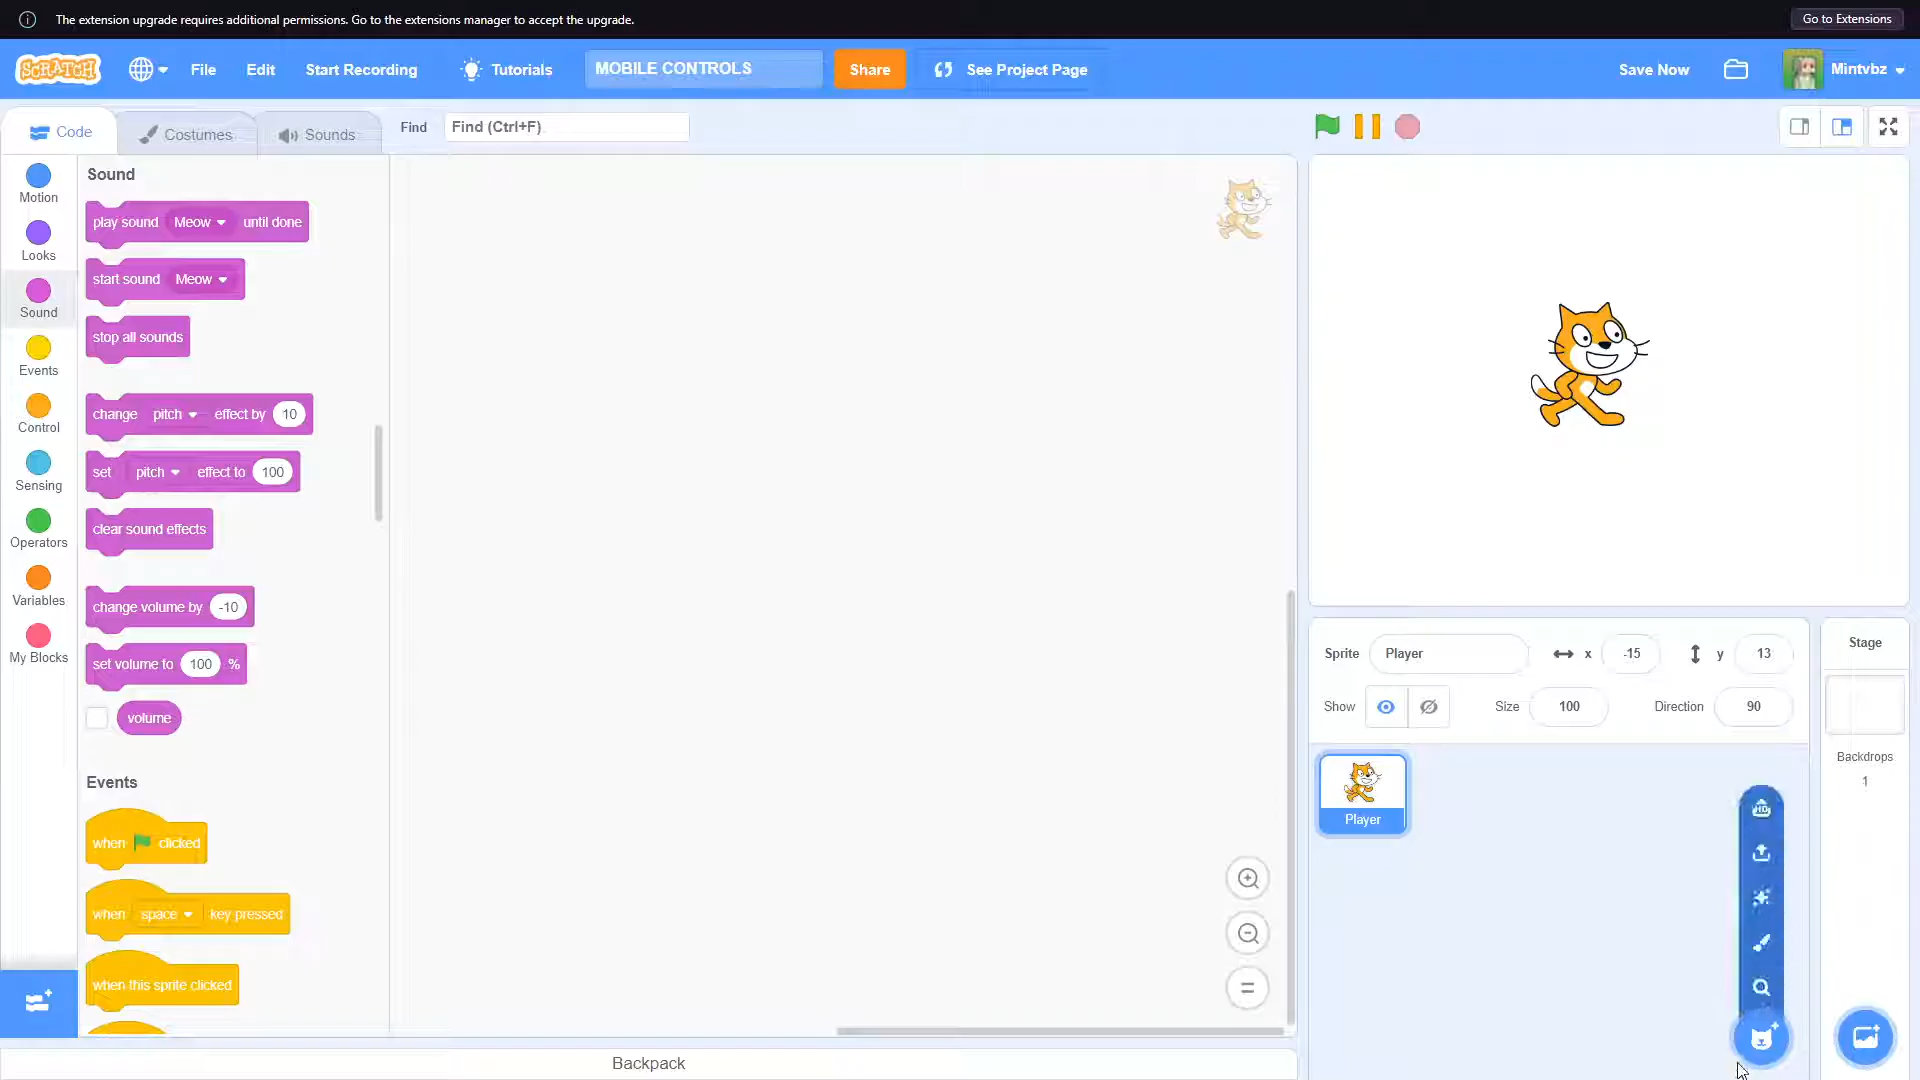 The extension upgrade requires additional permissions. Go to the extensions manager to accept the upgrade.
Go to Extensions
SCRATCH
File
Edit
Start Recording
Tutorials
MOBILE CONTROLS
Share
See Project Page
Save Now
Mintvbz
Code
Costumes
Sounds
Find
Find (Ctrl+F)
Motion
Looks
Sound
Events
Control
Sensing
Operators
Variables
My Blocks
Sound
play sound Meow until done
start sound Meow
stop all sounds
change pitch effect by 10
set pitch effect to 100
clear sound effects
change volume by -10
set volume to 100 %
volume
Events
when clicked
when space key pressed
when this sprite clicked
Backpack
Sprite Player x -15 y 13
Show Size 100 Direction 90
Player
HD
Stage
Backdrops
1